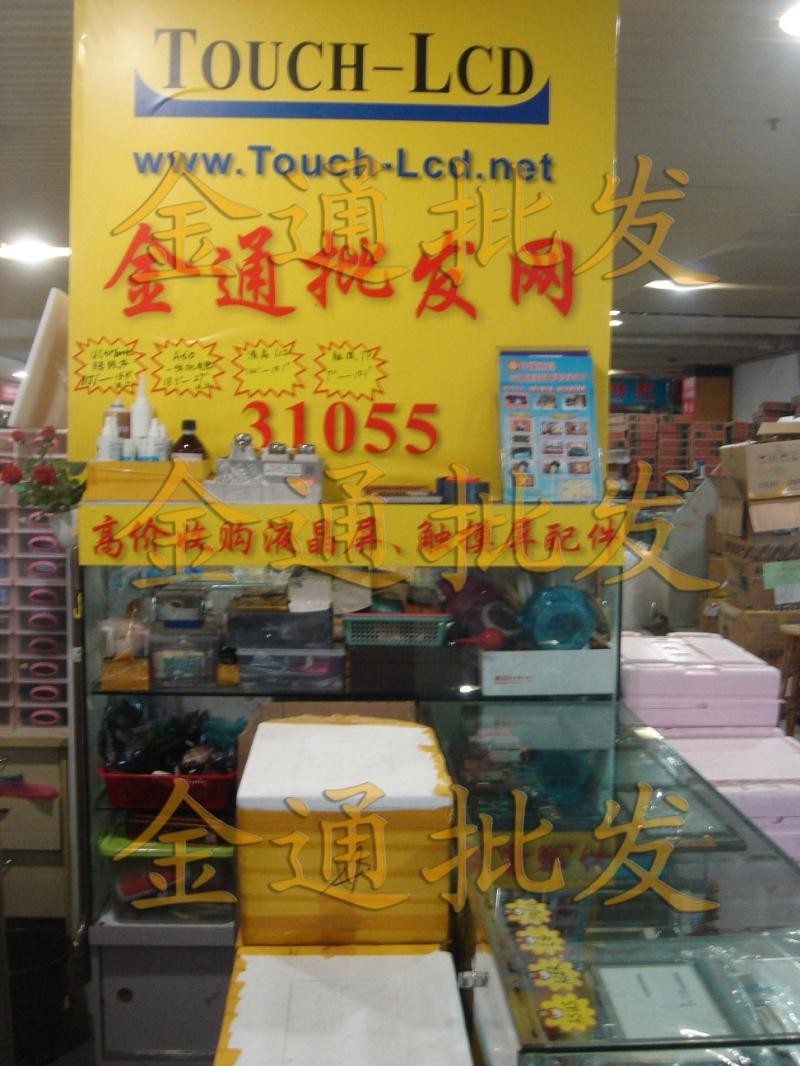 TOUCH-LCD
www.Touch-Lcd.net
金通批发
金通批发网
31055
金通批发
高价收购液晶屏、触摸屏配件
金通批发
ASUS